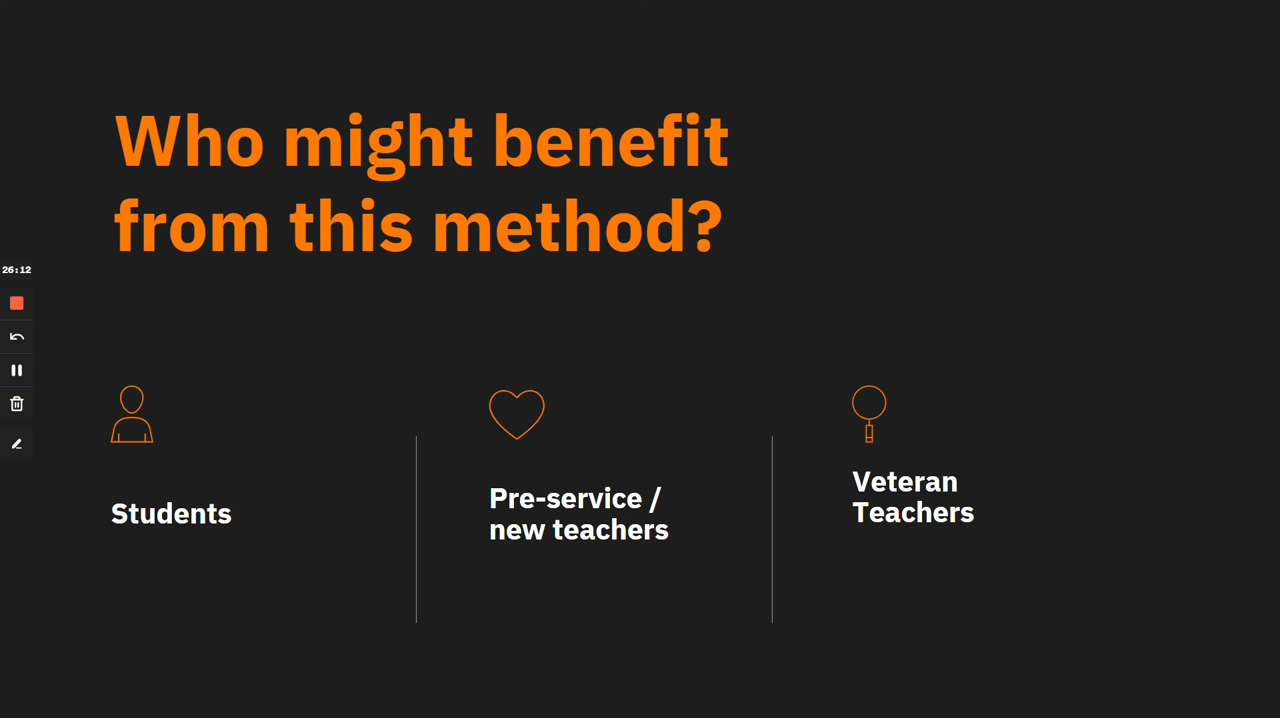 Who might benefit
from this method?
26:12
Students
Pre-service /
new teachers
Veteran
Teachers